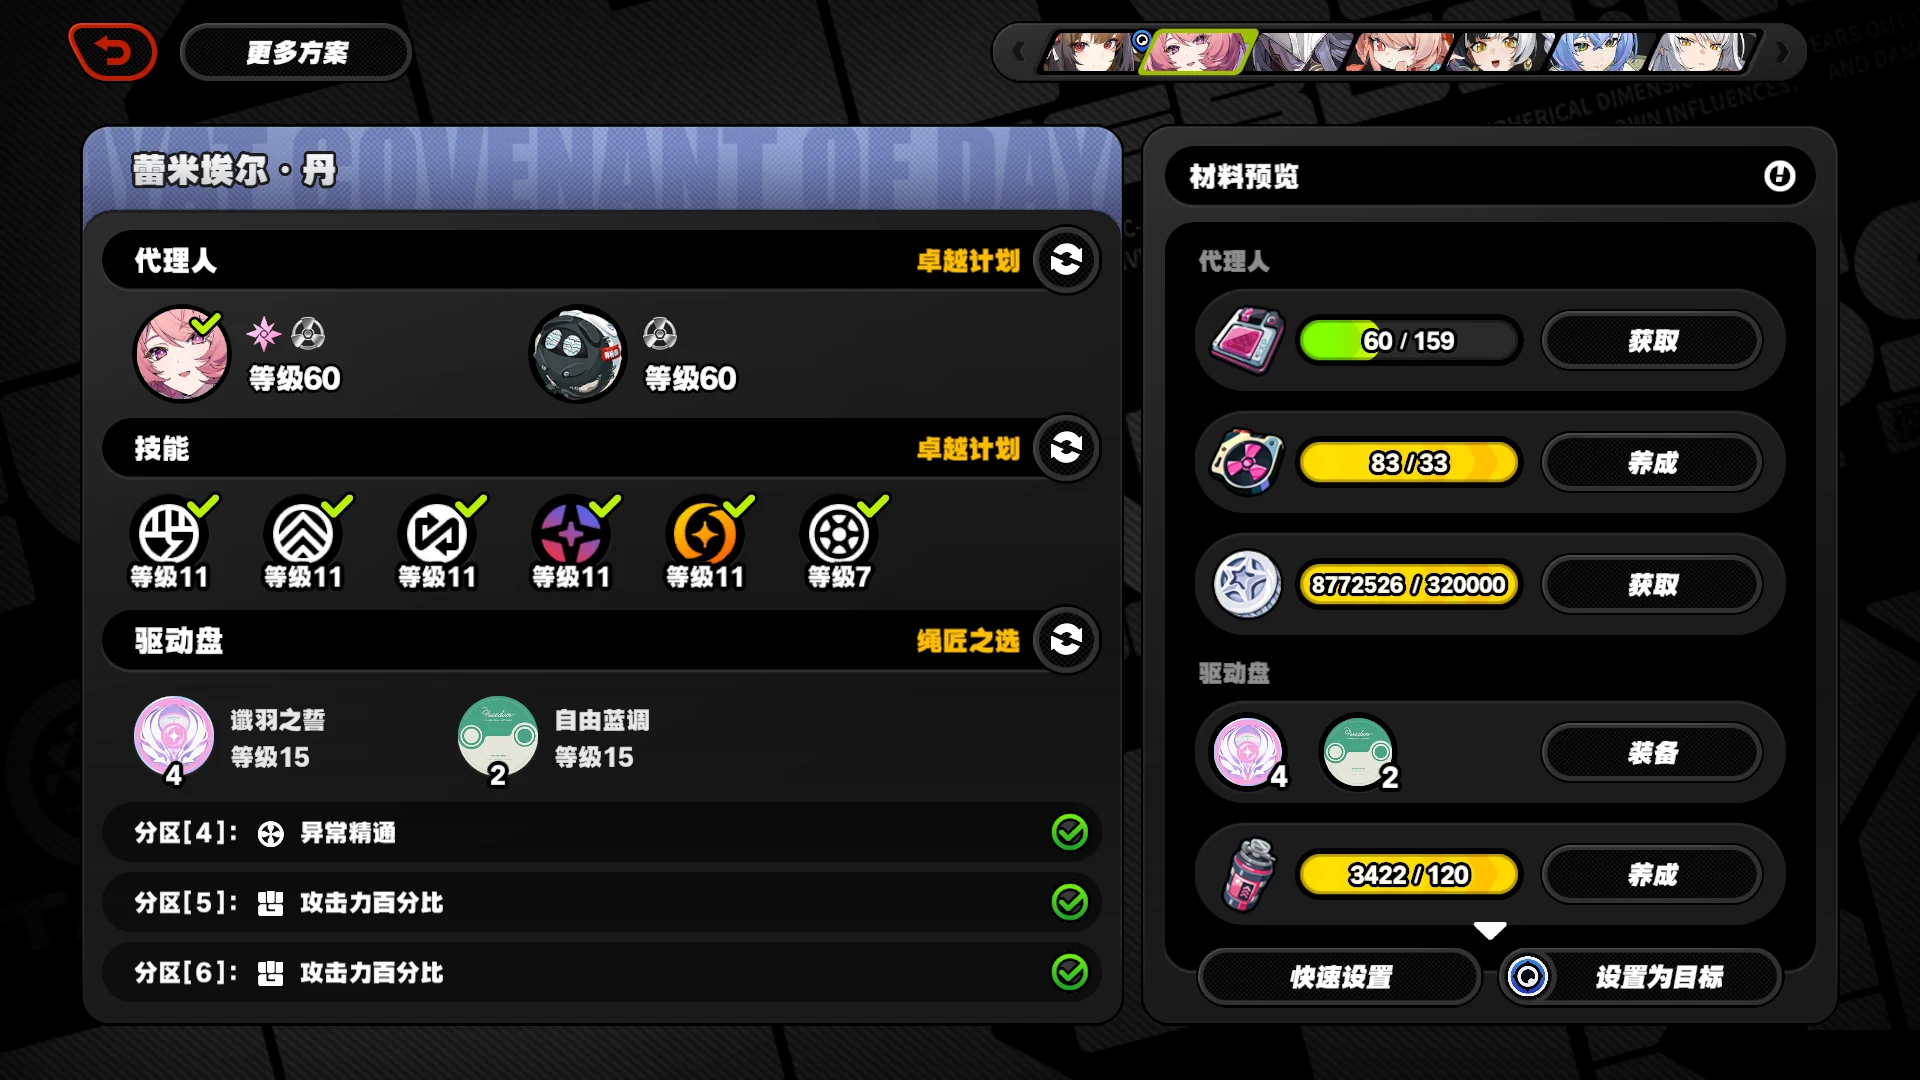 更多方案
蕾米埃尔·丹
代理人
卓越计划
等级60
等级60
技能
卓越计划
等级11
等级11
等级11
等级11
等级11
等级7
驱动盘
绳匠之选
谶羽之誓
等级15
4
自由蓝调
等级15
2
分区[4]: 异常精通
分区[5]: 攻击力百分比
分区[6]: 攻击力百分比
材料预览
代理人
60 / 159
获取
83 / 33
养成
8772526 / 320000
获取
驱动盘
4
2
装备
3422 / 120
养成
快速设置
设置为目标